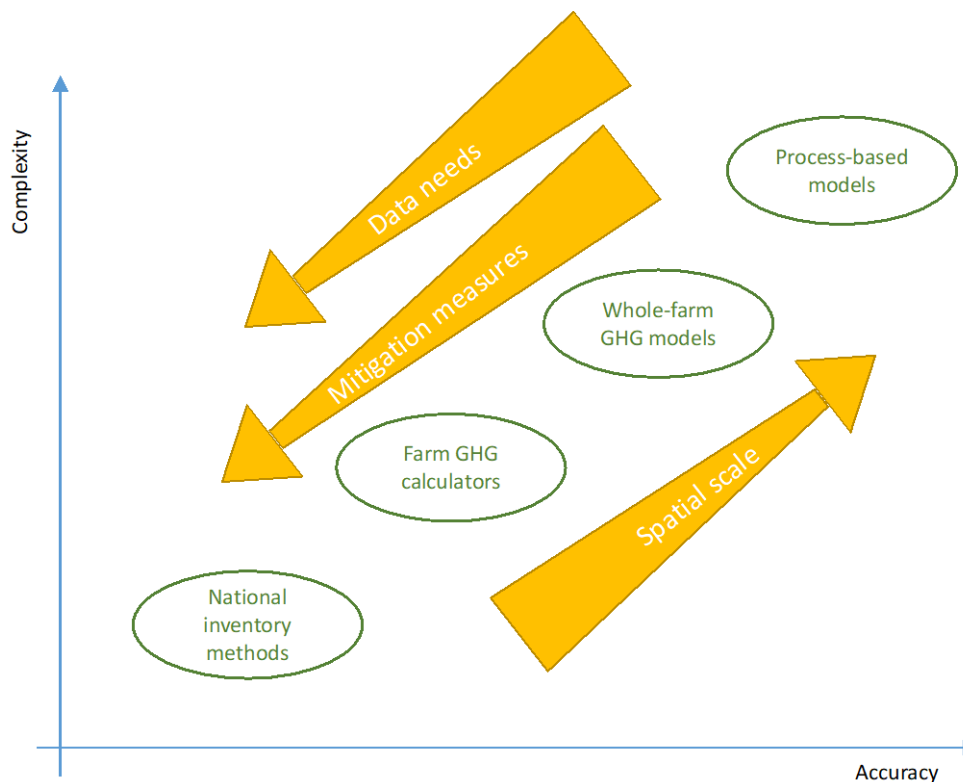 Complexity
Data needs
Process-based
models
Mitigation measures
Whole-farm
GHG models
Farm GHG
calculators
Spatial scale
National
inventory
methods
Accuracy